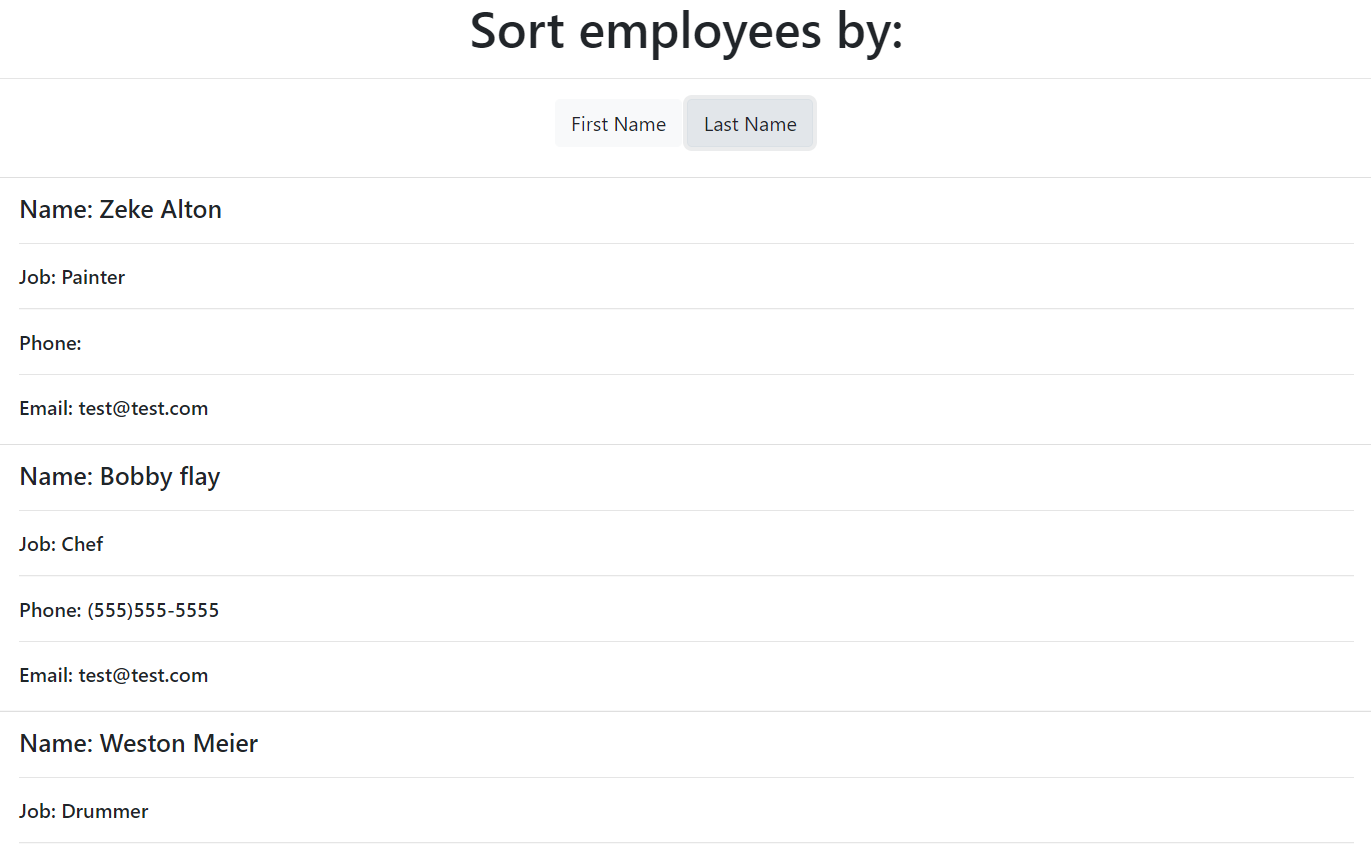 Sort employees by:
First Name Last Name
Name: Zeke Alton
Job: Painter
Phone:
Email: test@test.com
Name: Bobby flay
Job: Chef
Phone: (555)555-5555
Email: test@test.com
Name: Weston Meier
Job: Drummer